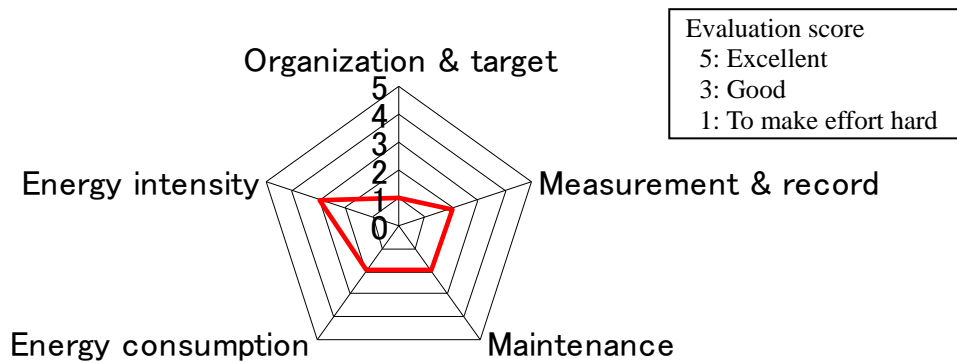 Evaluation score
5: Excellent
3: Good
1: To make effort hard
Organization & target
5
4
3
2
1
0
Energy intensity
Measurement & record
Energy consumption
Maintenance